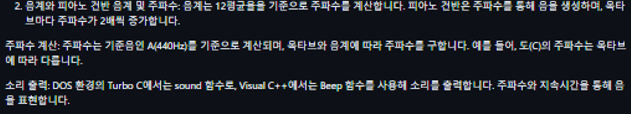 2. 음계와 피아노 건반 음계 및 주파수: 음계는 12평균율을 기준으로 주파수를 계산합니다. 피아노 건반은 주파수를 통해 음을 생성하며, 옥타
브마다 주파수가 2배씩 증가합니다.
주파수 계산: 주파수는 기준음인 A(440Hz)를 기준으로 계산되며, 옥타브와 음계에 따라 주파수를 구합니다. 예를 들어, 도(C)의 주파수는 옥타브
에 따라 다릅니다.
소리 출력: DOS 환경의 Turbo C에서는 sound 함수로, Visual C++에서는 Beep 함수를 사용해 소리를 출력합니다. 주파수와 지속시간을 통해 음
을 표현합니다.